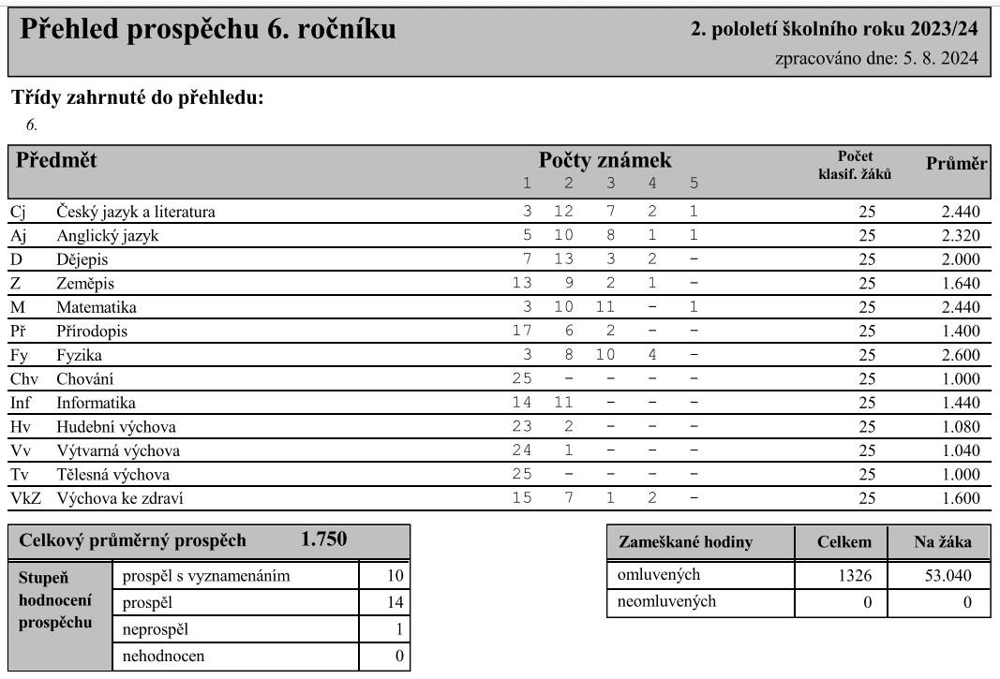 Přehled prospěchu 6. ročníku
2. pololetí školního roku 2023/24
zpracováno dne: 5. 8. 2024
Třídy zahrnuté do přehledu:
6.
Předmět Počty známek Počet klasif. žáků Průměr
1 2 3 4 5
Cj Český jazyk a literatura 3 12 7 2 1 25 2.440
Aj Anglický jazyk 5 10 8 1 1 25 2.320
D Dějepis 7 13 3 2 - 25 2.000
Z Zeměpis 13 9 2 1 - 25 1.640
M Matematika 3 10 11 - 1 25 2.440
Př Přírodopis 17 6 2 - - 25 1.400
Fy Fyzika 3 8 10 4 - 25 2.600
Chv Chování 25 - - - - 25 1.000
Inf Informatika 14 11 - - - 25 1.440
Hv Hudební výchova 23 2 - - - 25 1.080
Vv Výtvarná výchova 24 1 - - - 25 1.040
Tv Tělesná výchova 25 - - - - 25 1.000
VkZ Výchova ke zdraví 15 7 1 2 - 25 1.600
Celkový průměrný prospěch 1.750
Stupeň hodnocení prospěchu
prospěl s vyznamenáním 10
prospěl 14
neprospěl 1
nehodnocen 0
Zameškané hodiny Celkem Na žáka
omluvených 1326 53.040
neomluvených 0 0